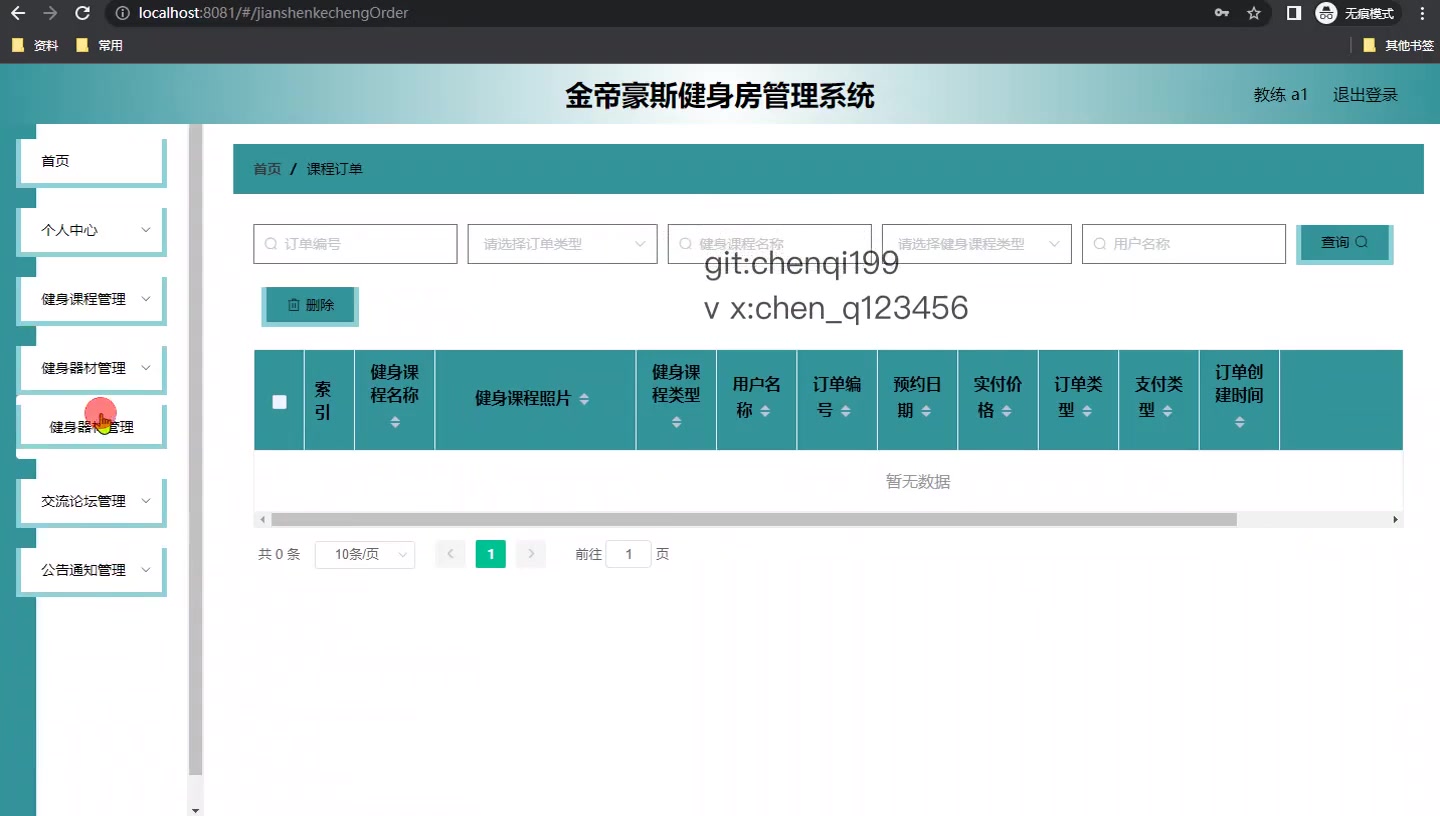 localhost:8081/#/jianshenkechengOrder
无痕模式
资料
常用
其他书签
金帝豪斯健身房管理系统
教练 a1
退出登录
首页
个人中心
健身课程管理
健身器材管理
健身器材管理
交流论坛管理
公告通知管理
首页 / 课程订单
订单编号
请选择订单类型
健身课程名称
请选择健身课程类型
用户名称
查询
git:chenqi199
v x:chen_q123456
删除
索引
健身课程名称
健身课程照片
健身课程类型
用户名称
订单编号
预约日期
实付价格
订单类型
支付类型
订单创建时间
暂无数据
共 0 条
10条/页
1
前往 1 页